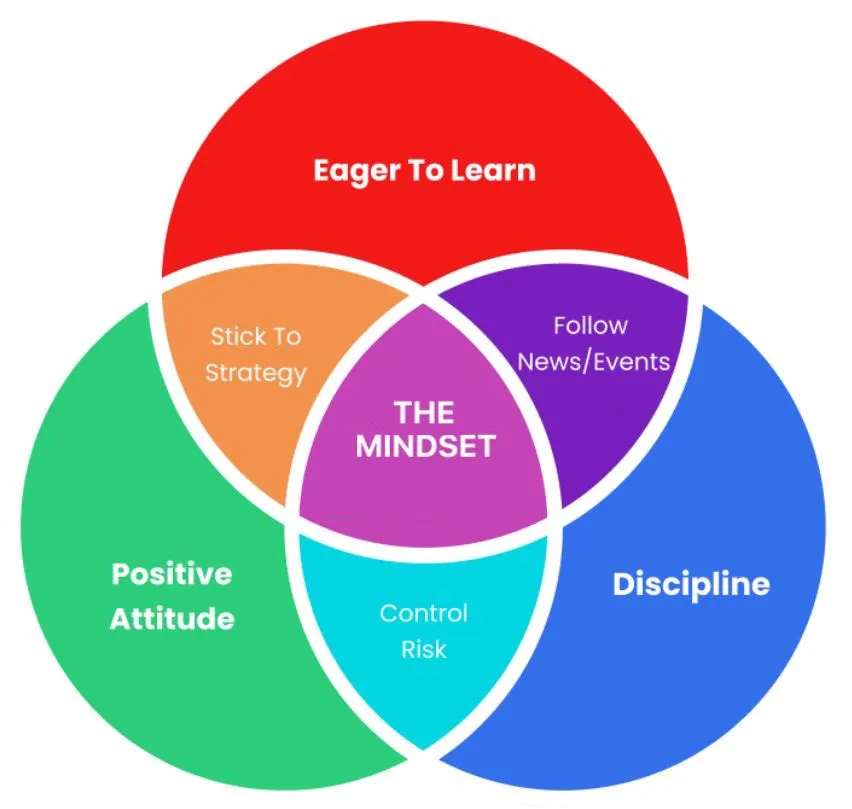 Eager To Learn
Stick To
Strategy
Follow
News/Events
THE
MINDSET
Positive
Attitude
Discipline
Control
Risk